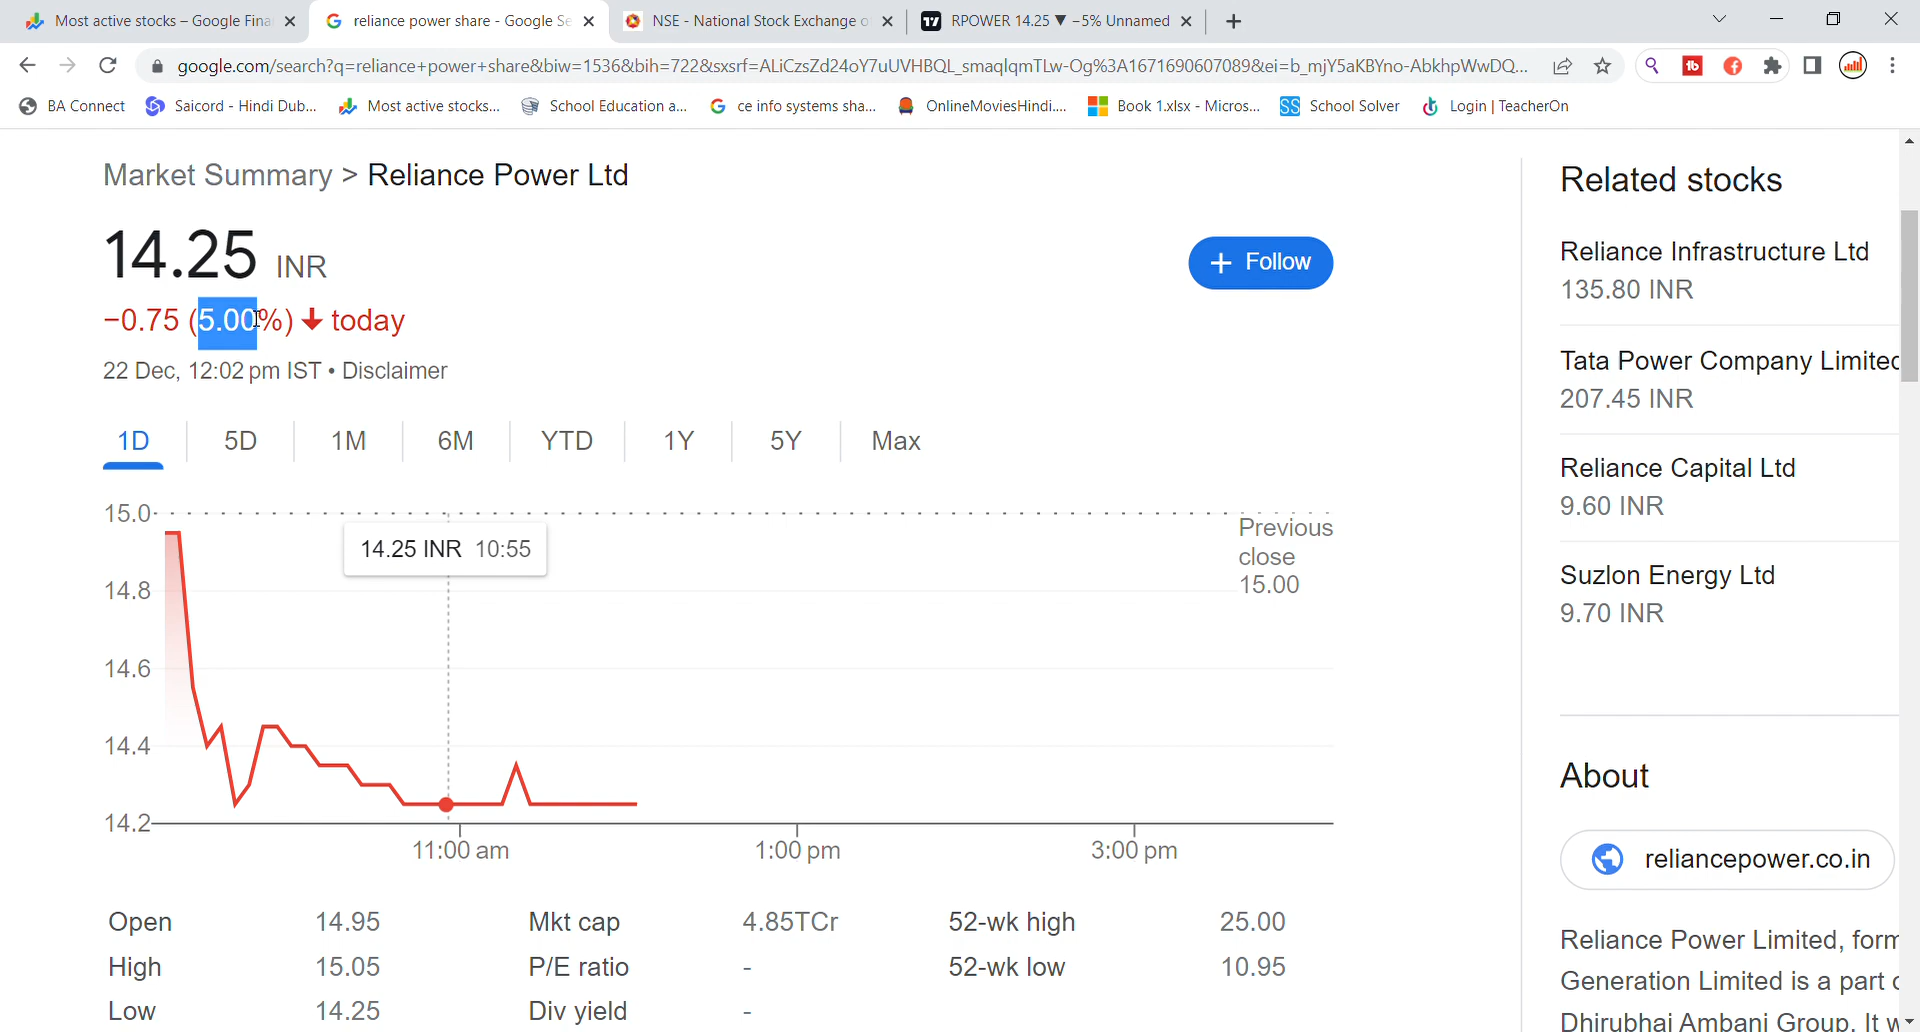 Most active stocks – Google Fina
reliance power share - Google Se
NSE - National Stock Exchange o
RPOWER 14.25 ▼ −5% Unnamed
google.com/search?q=reliance+power+share&biw=1536&bih=722&sxsrf=ALiCzsZd24oY7uUVHBQL_smaqlqmTLw-Og%3A1671690607089&ei=b_mjY5aKBYno-AbkhpWwDQ...
BA Connect
Saicord - Hindi Dub...
Most active stocks...
School Education a...
ce info systems sha...
OnlineMoviesHindi....
Book 1.xlsx - Micros...
School Solver
Login | TeacherOn
Market Summary > Reliance Power Ltd
14.25 INR
+ Follow
−0.75 (5.00%) ↓ today
22 Dec, 12:02 pm IST • Disclaimer
1D
5D
1M
6M
YTD
1Y
5Y
Max
15.0
14.8
14.6
14.4
14.2
14.25 INR 10:55
Previous
close
15.00
11:00 am
1:00 pm
3:00 pm
Open 14.95 Mkt cap 4.85TCr 52-wk high 25.00
High 15.05 P/E ratio - 52-wk low 10.95
Low 14.25 Div yield -
Related stocks
Reliance Infrastructure Ltd
135.80 INR
Tata Power Company Limited
207.45 INR
Reliance Capital Ltd
9.60 INR
Suzlon Energy Ltd
9.70 INR
About
reliancepower.co.in
Reliance Power Limited, form
Generation Limited is a part o
Dhirubhai Ambani Group. It w